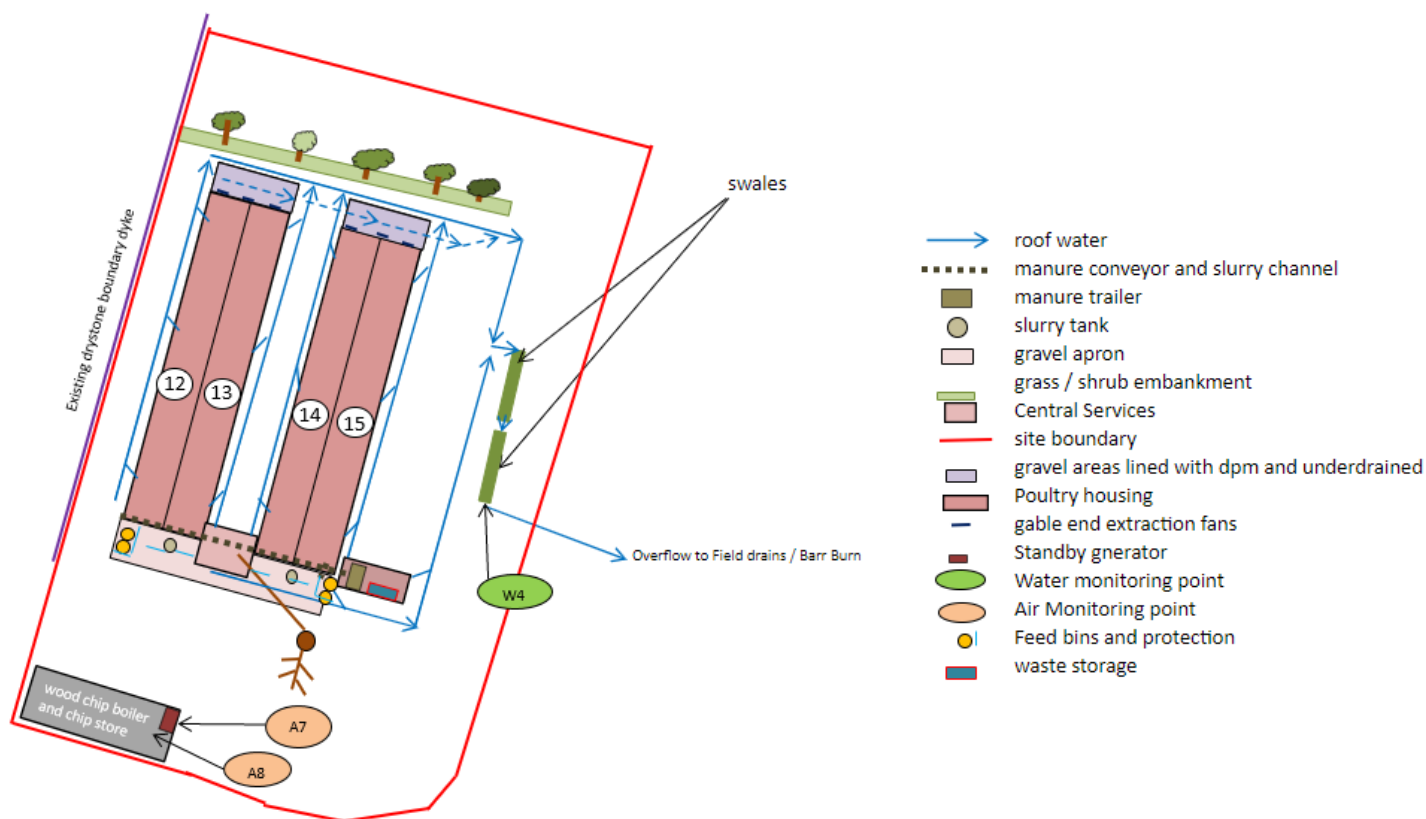 swales
Existing drystone boundary dyke
12
13
14
15
Overflow to Field drains / Barr Burn
W4
wood chip boiler
and chip store
A7
A8
roof water
manure conveyor and slurry channel
manure trailer
slurry tank
gravel apron
grass / shrub embankment
Central Services
site boundary
gravel areas lined with dpm and underdrained
Poultry housing
gable end extraction fans
Standby gnerator
Water monitoring point
Air Monitoring point
Feed bins and protection
waste storage